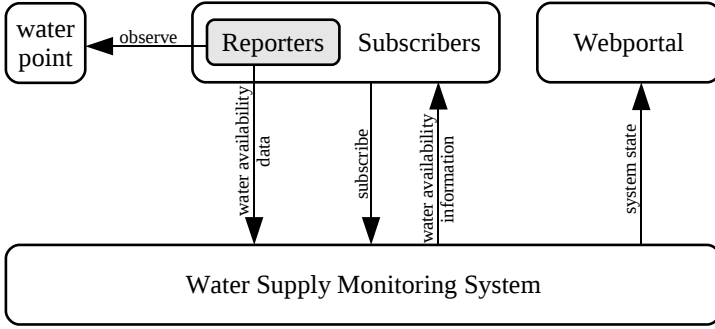 water
point
observe
Reporters
Subscribers
Webportal
water availability
data
subscribe
water availability
information
system state
Water Supply Monitoring System